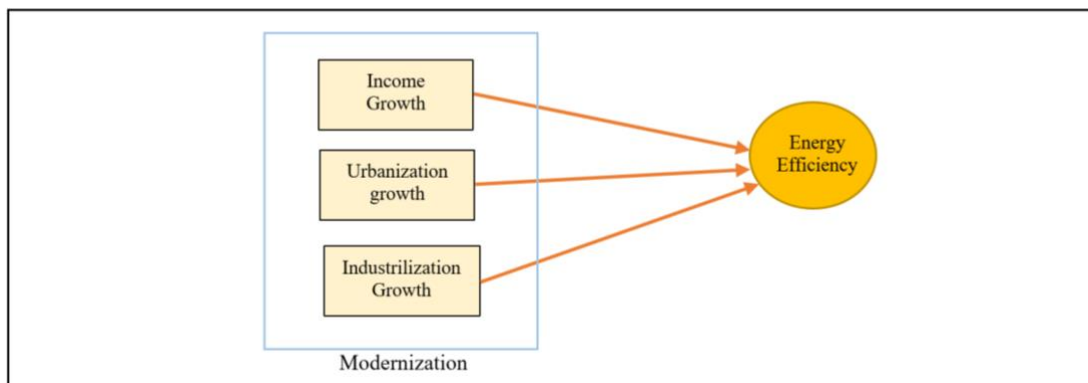 Income
Growth
Urbanization
growth
Industrilization
Growth
Modernization
Energy
Efficiency